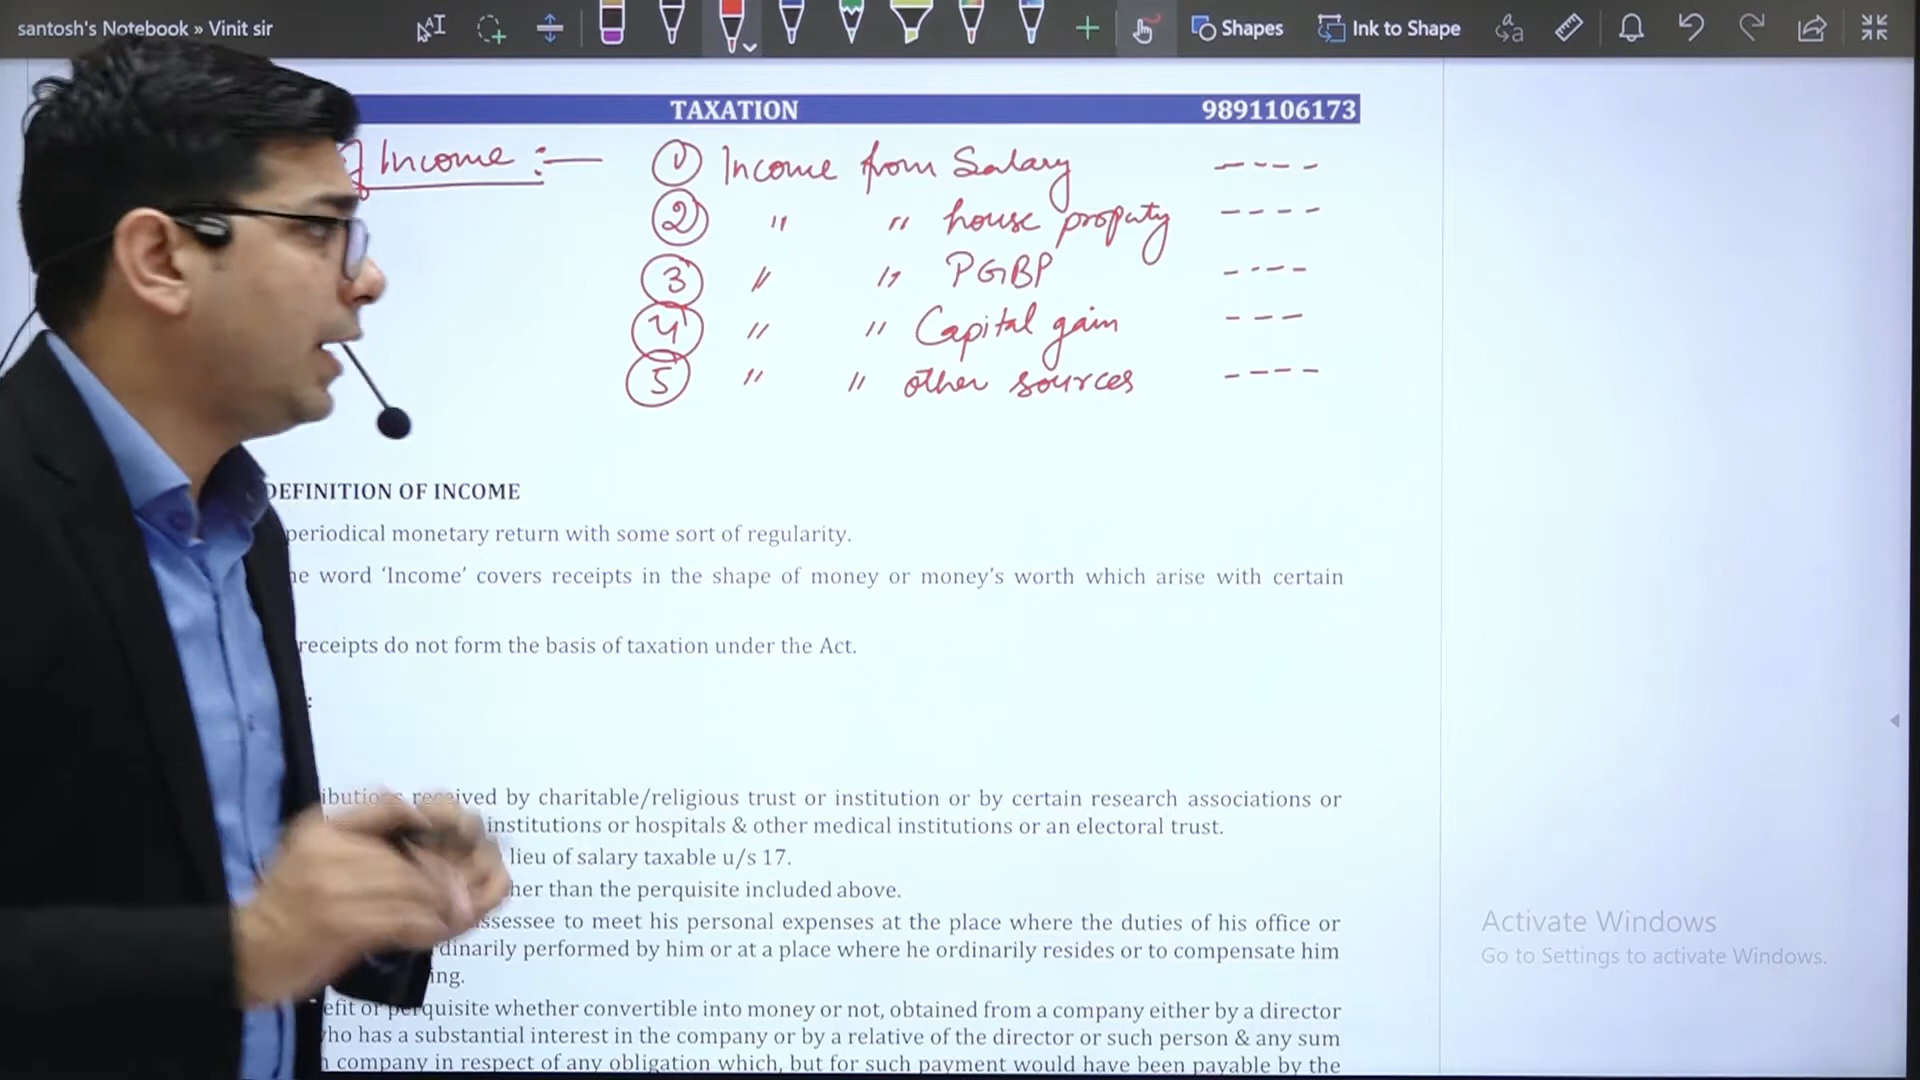 santosh's Notebook » Vinit sir
Shapes
Ink to Shape
TAXATION 9891106173
Income :—
① Income from Salary ----
② " " house property ----
③ " " PGBP ----
④ " " Capital gain ---
⑤ " " other sources ----
DEFINITION OF INCOME
periodical monetary return with some sort of regularity.
word 'Income' covers receipts in the shape of money or money's worth which arise with certain
receipts do not form the basis of taxation under the Act.
:
received by charitable/religious trust or institution or by certain research associations or
institutions or hospitals & other medical institutions or an electoral trust.
lieu of salary taxable u/s 17.
than the perquisite included above.
assessee to meet his personal expenses at the place where the duties of his office or
performed by him or at a place where he ordinarily resides or to compensate him
or perquisite whether convertible into money or not, obtained from a company either by a director
who has a substantial interest in the company or by a relative of the director or such person & any sum
company in respect of any obligation which, but for such payment would have been payable by the
Activate Windows
Go to Settings to activate Windows.